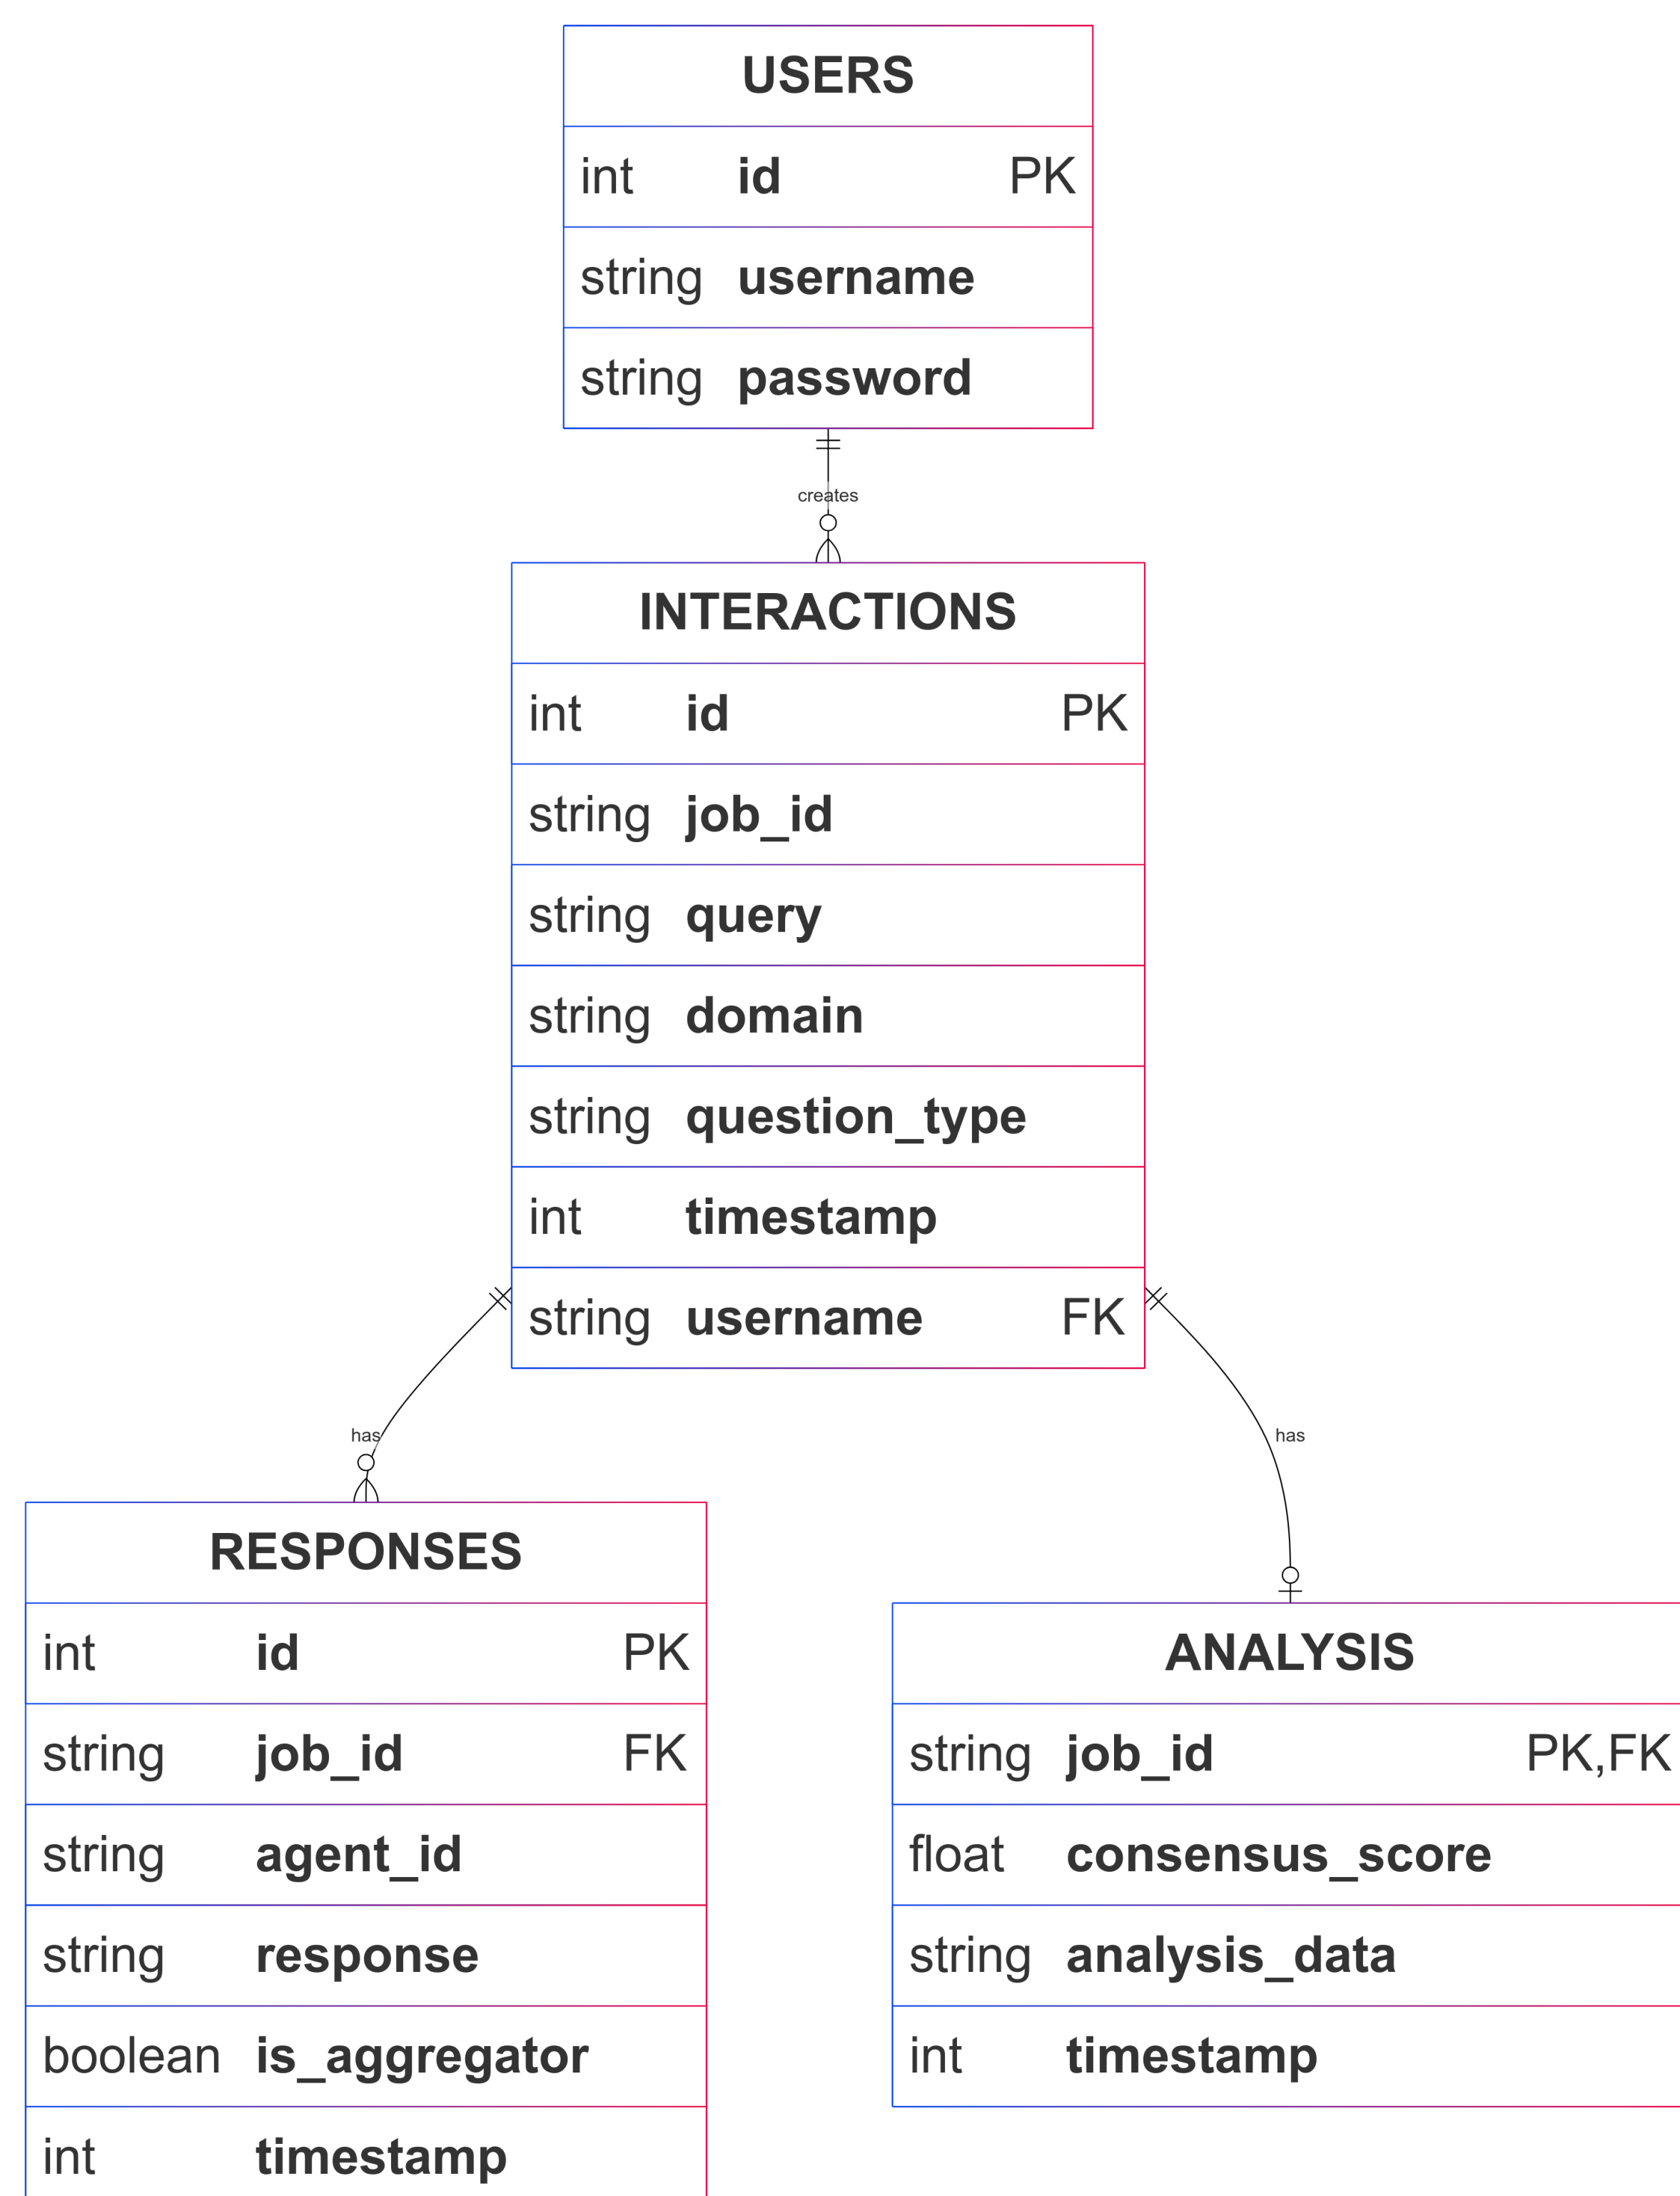 USERS
int id PK
string username
string password
creates
INTERACTIONS
int id PK
string job_id
string query
string domain
string question_type
int timestamp
string username FK
has
has
RESPONSES
int id PK
string job_id FK
string agent_id
string response
boolean is_aggregator
int timestamp
ANALYSIS
string job_id PK,FK
float consensus_score
string analysis_data
int timestamp